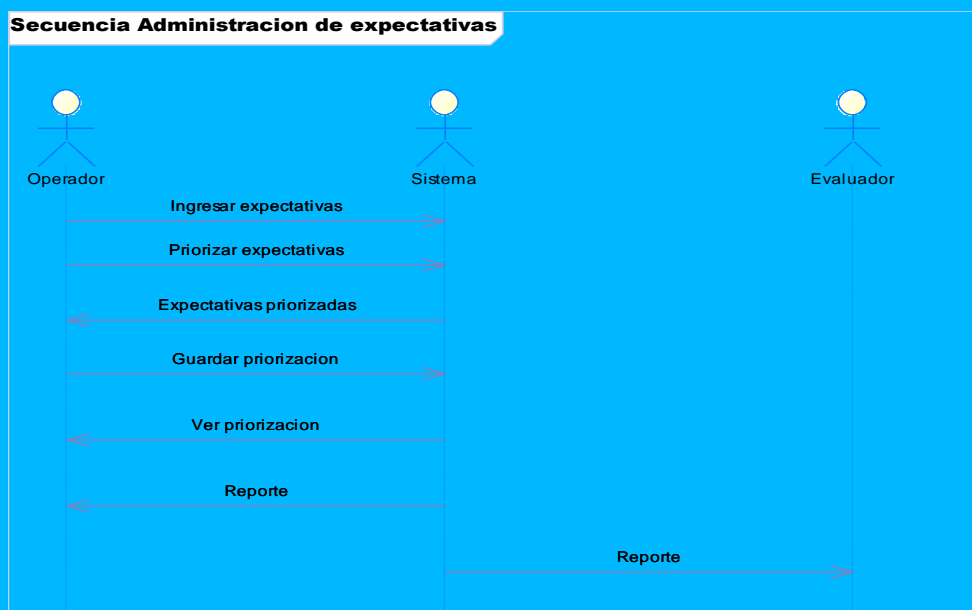 Secuencia Administracion de expectativas
Operador
Sistema
Evaluador
Ingresar expectativas
Priorizar expectativas
Expectativas priorizadas
Guardar priorizacion
Ver priorizacion
Reporte
Reporte